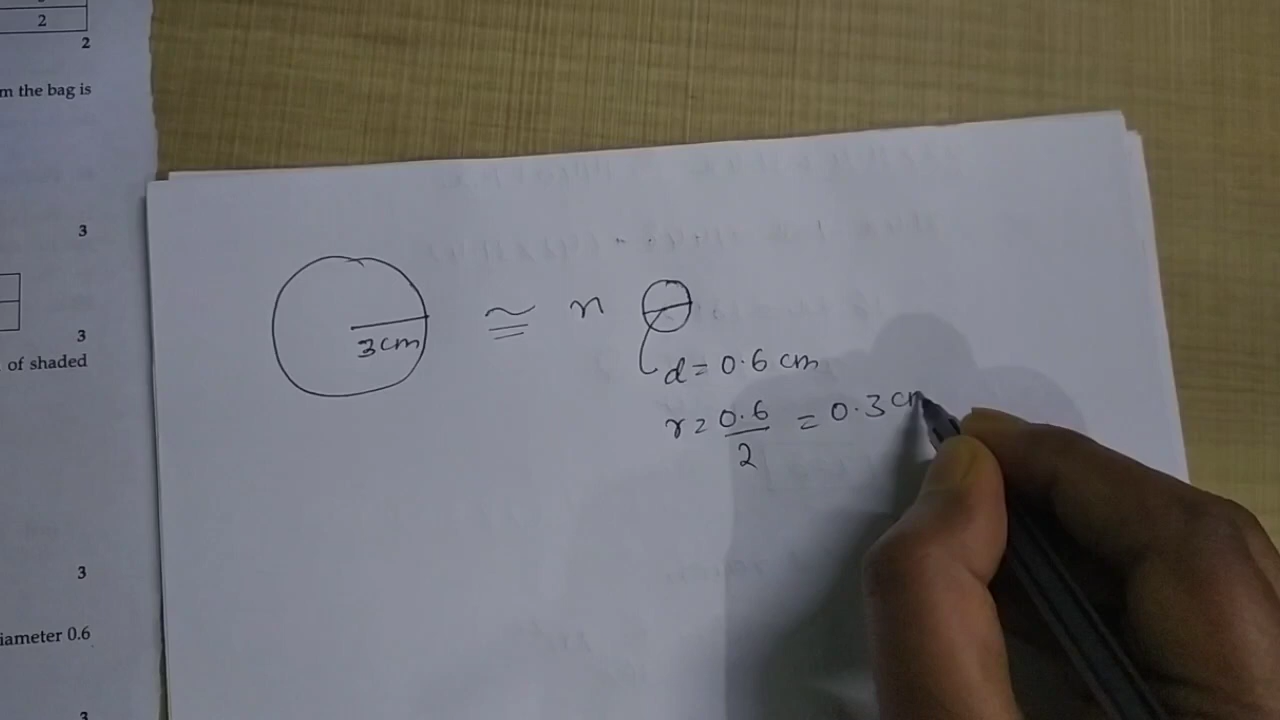 2
2
m the bag is
3
3
of shaded
3
iameter 0.6
3
3cm ≅ n
d = 0.6 cm
r = 0.6/2 = 0.3 cm